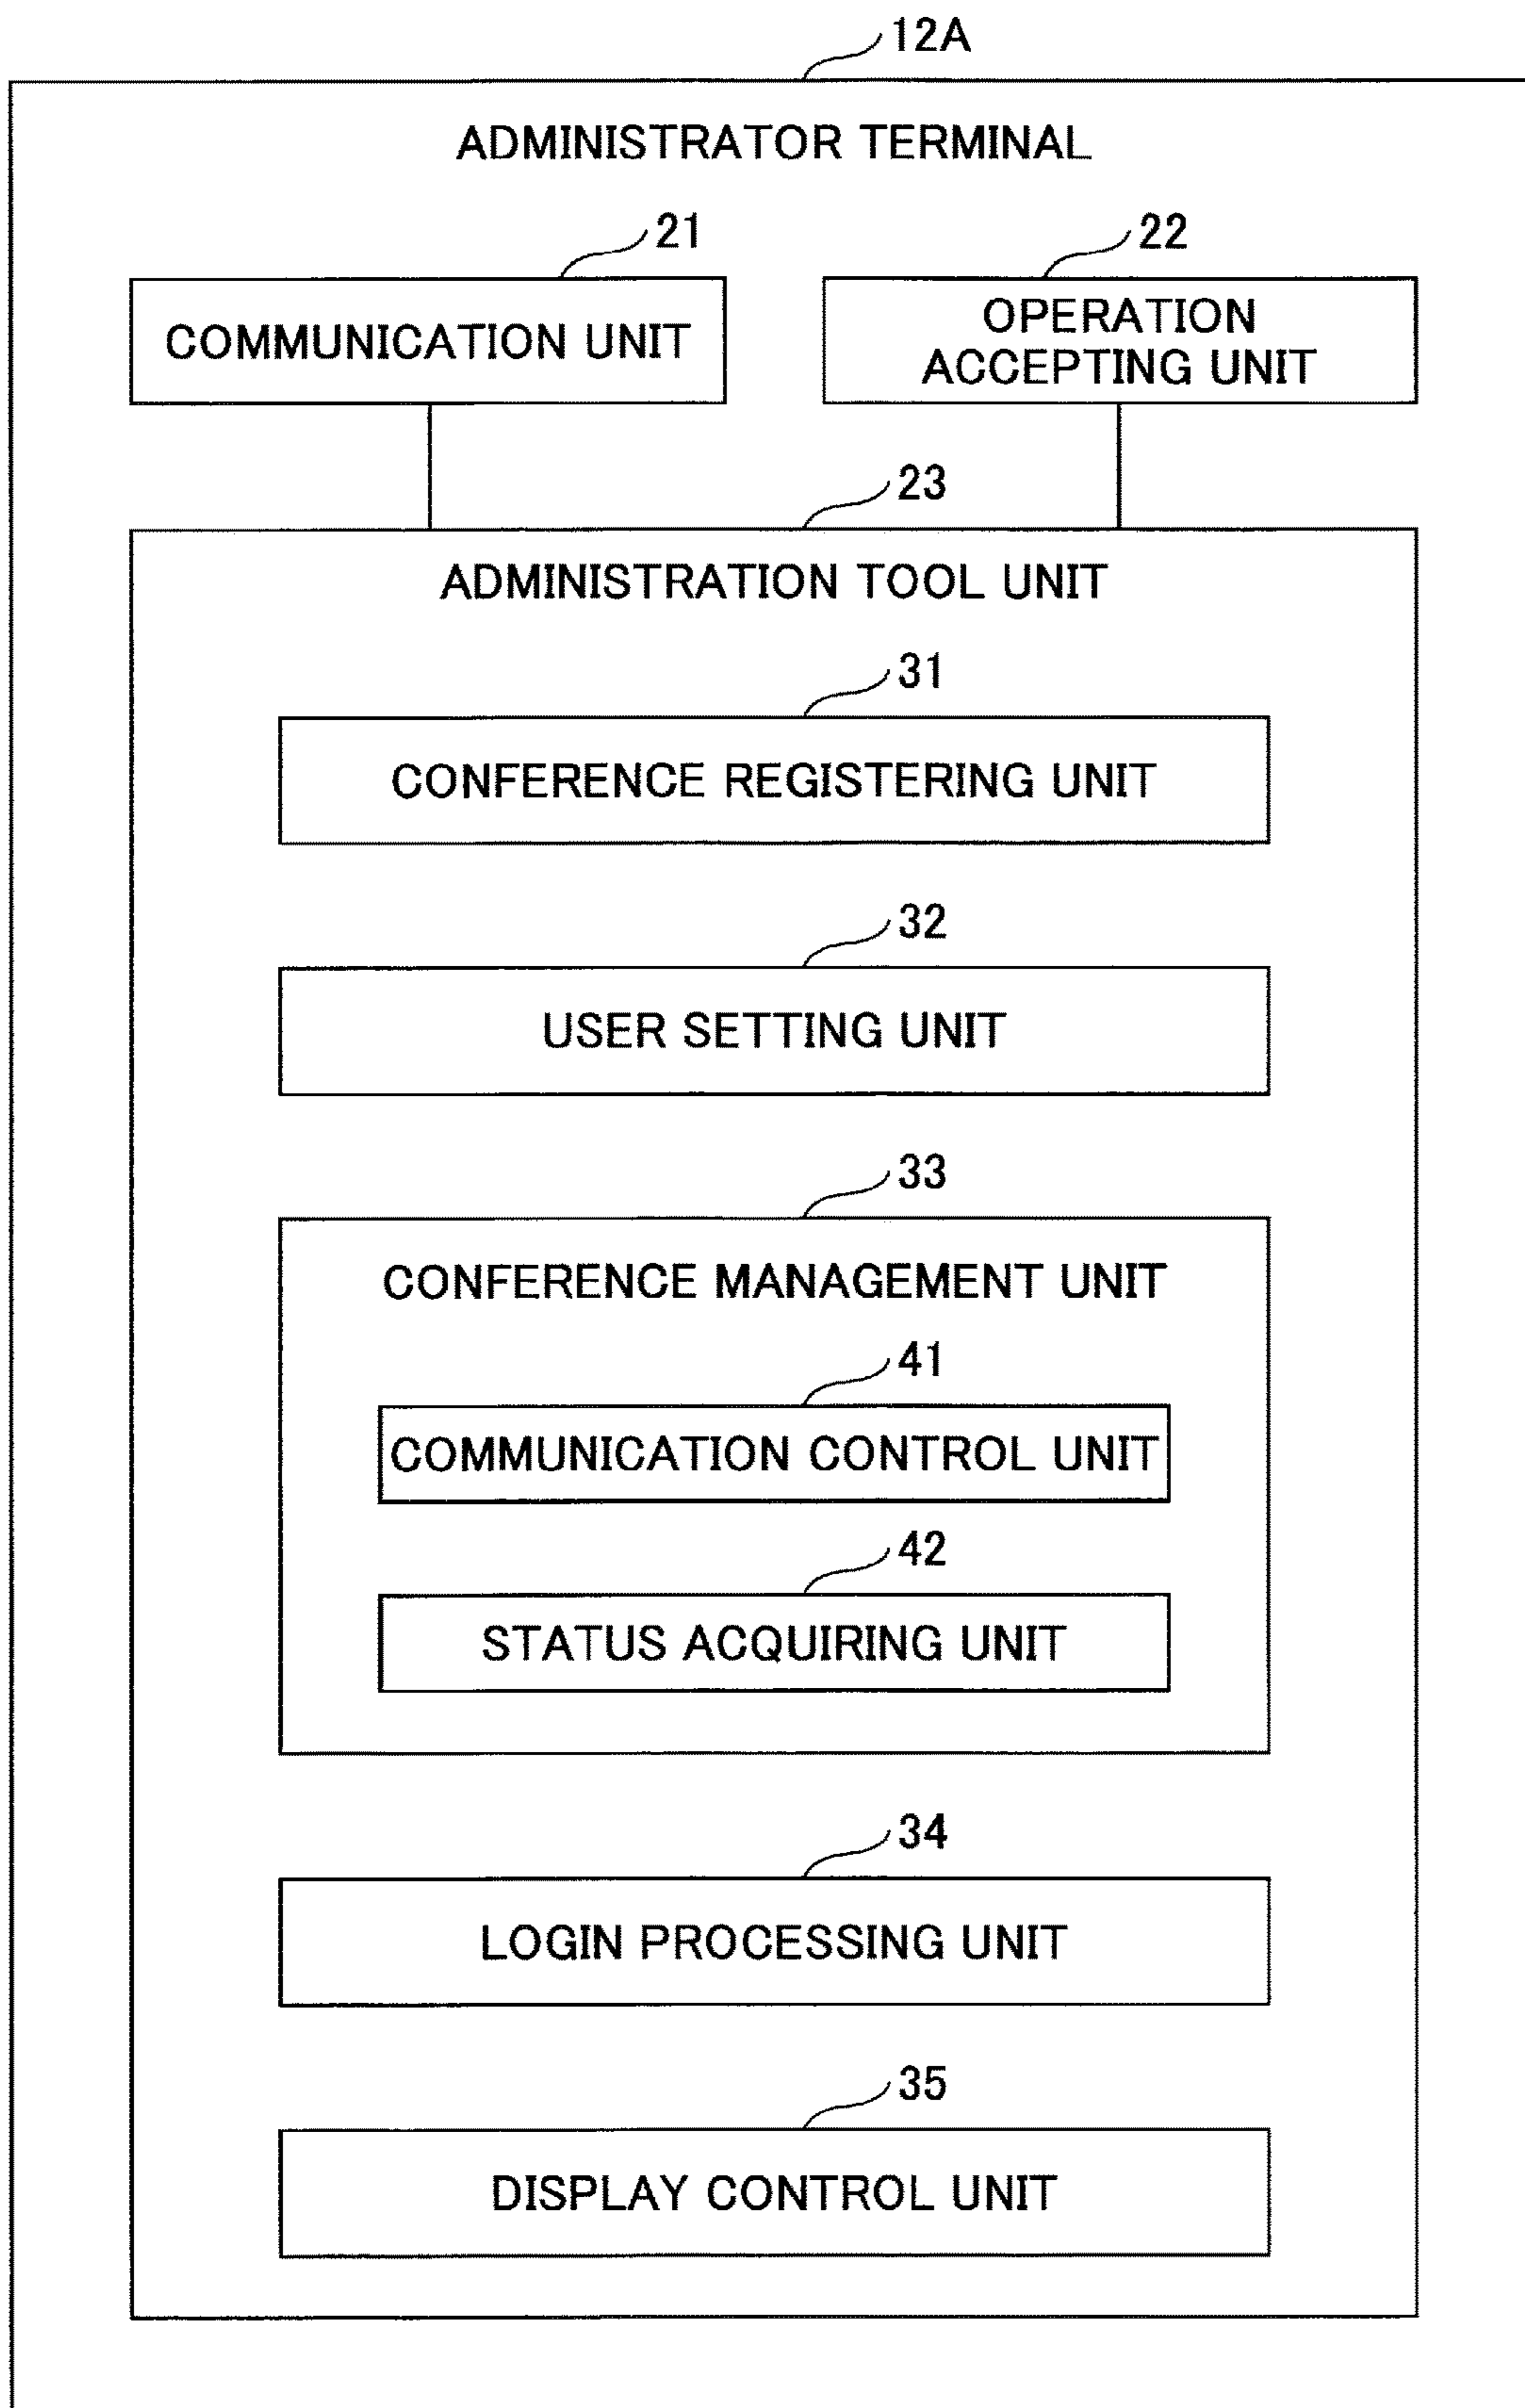 12A
ADMINISTRATOR TERMINAL
21
22
COMMUNICATION UNIT
OPERATION
ACCEPTING UNIT
23
ADMINISTRATION TOOL UNIT
31
CONFERENCE REGISTERING UNIT
32
USER SETTING UNIT
33
CONFERENCE MANAGEMENT UNIT
41
COMMUNICATION CONTROL UNIT
42
STATUS ACQUIRING UNIT
34
LOGIN PROCESSING UNIT
35
DISPLAY CONTROL UNIT